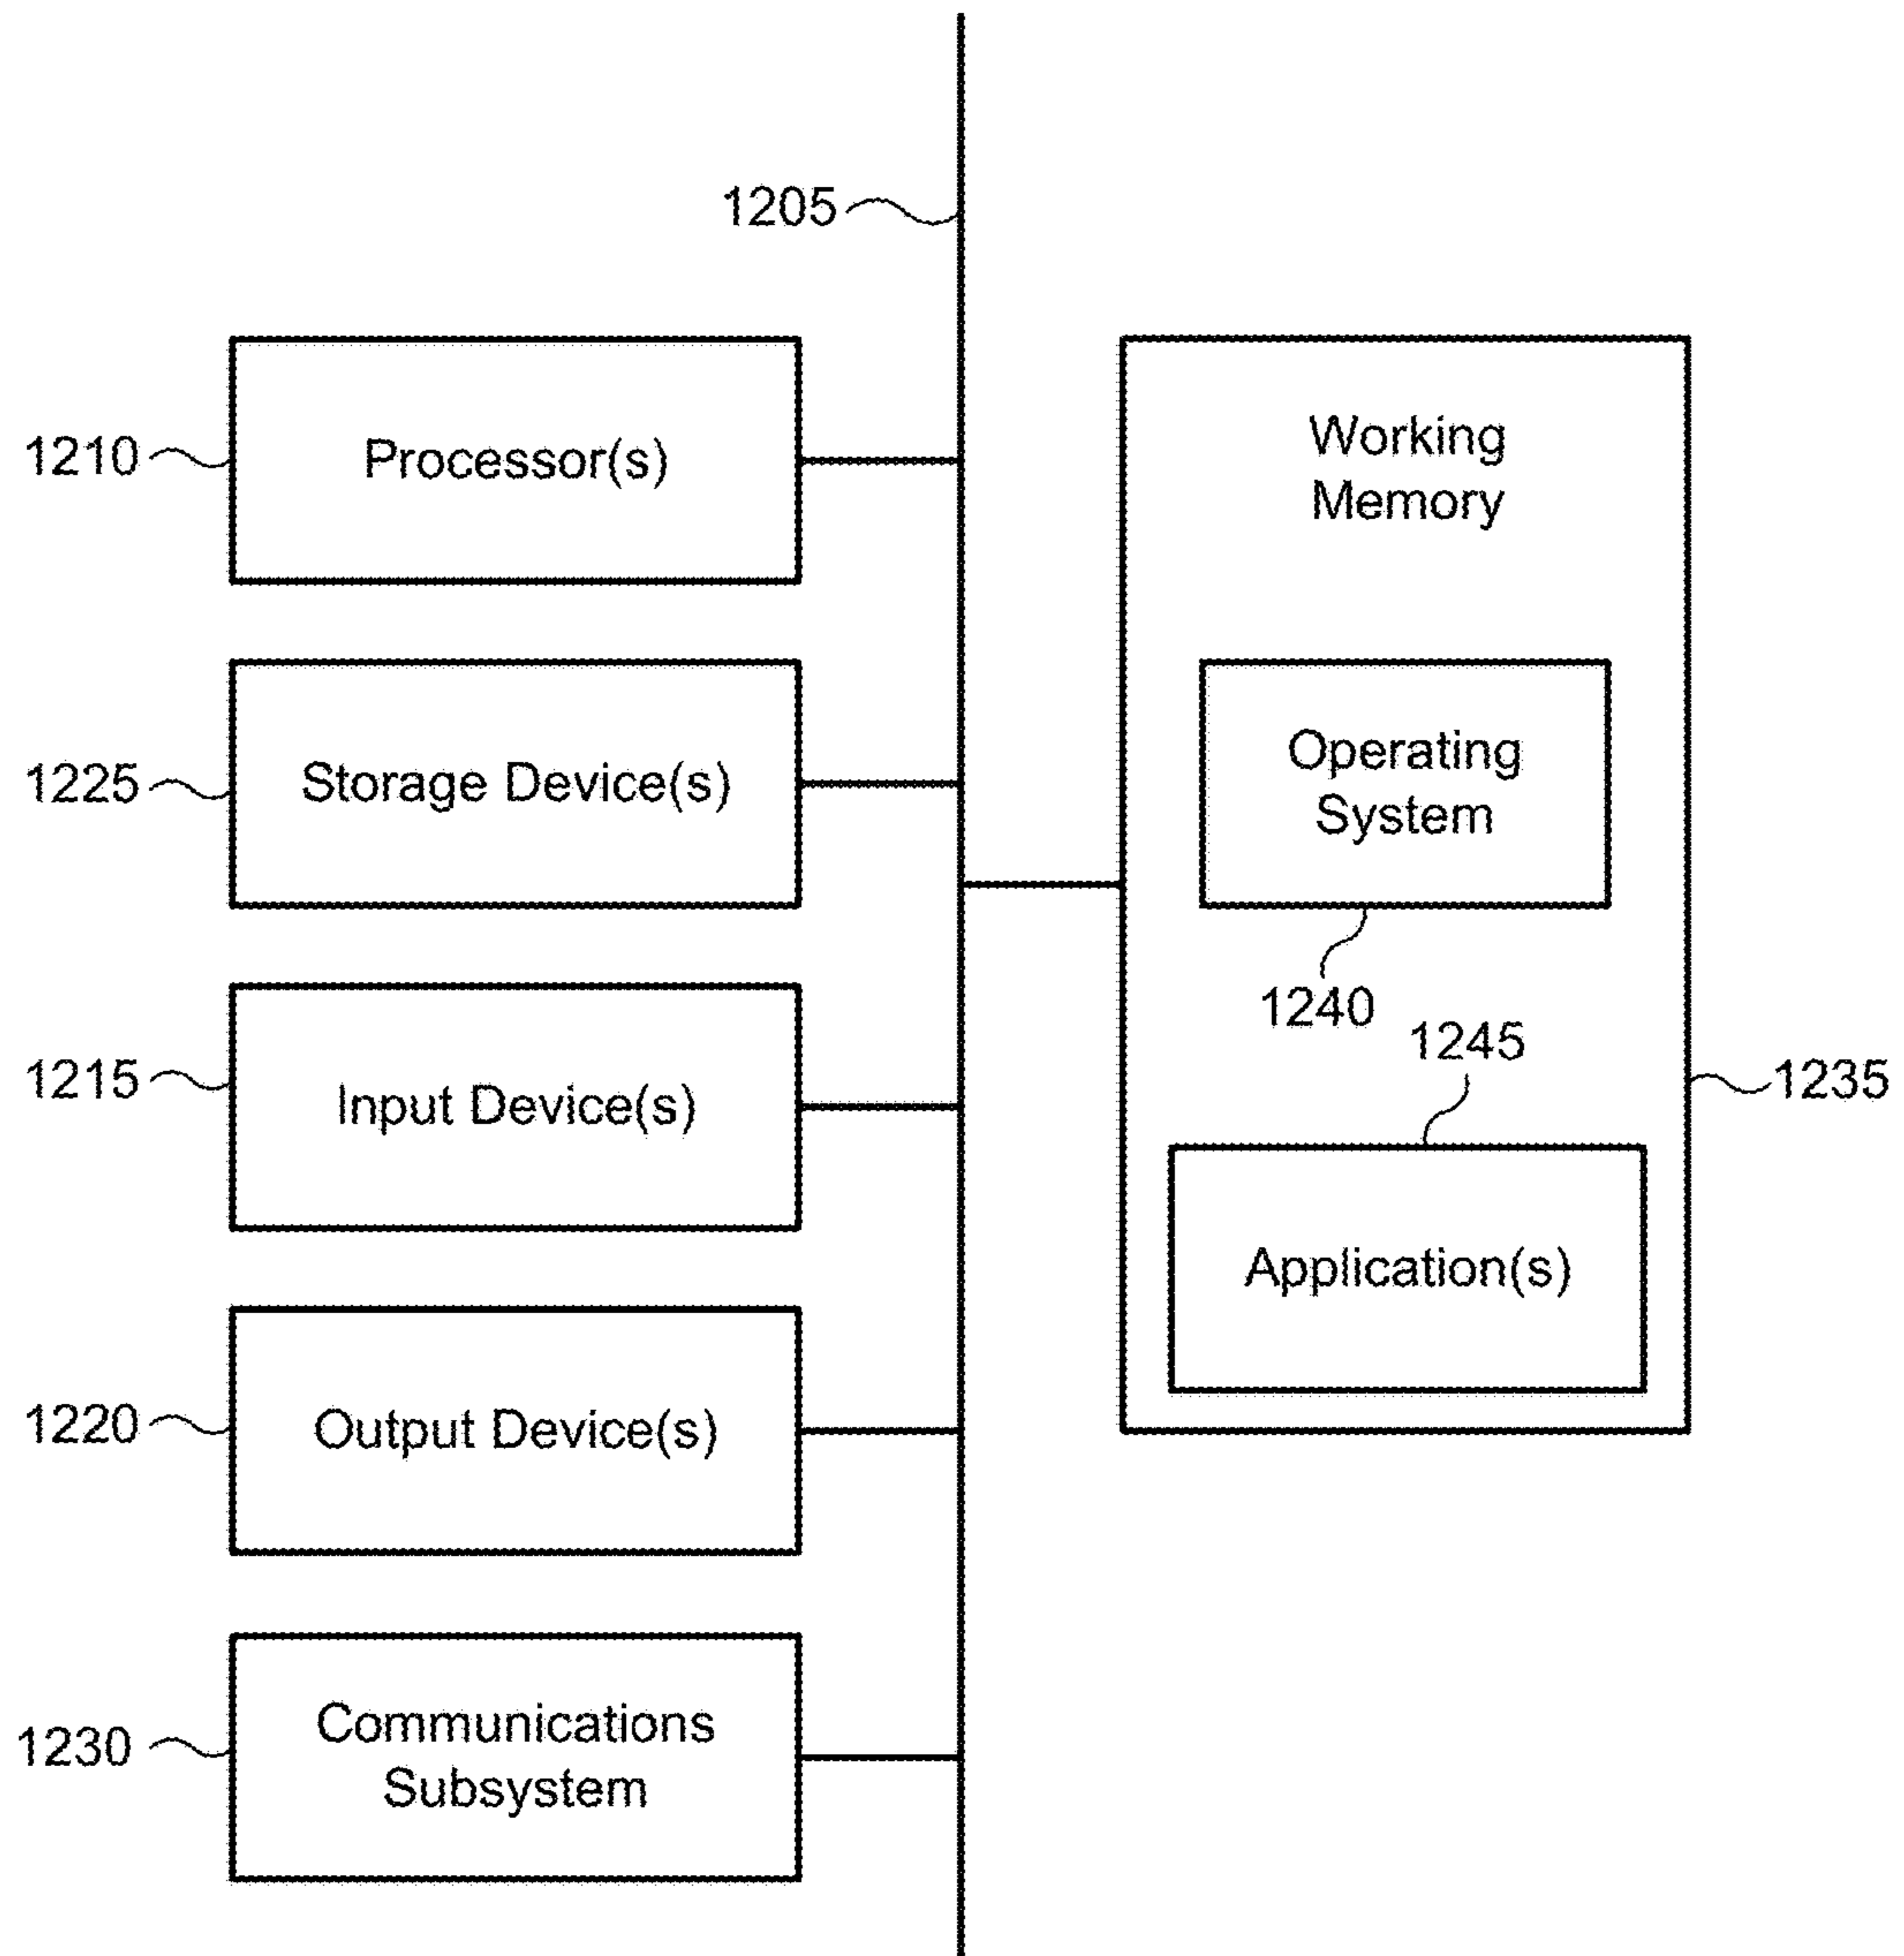 1205
1210
Processor(s)
Working
Memory
1225
Storage Device(s)
Operating
System
1240
1245
1215
Input Device(s)
1235
Application(s)
1220
Output Device(s)
1230
Communications
Subsystem